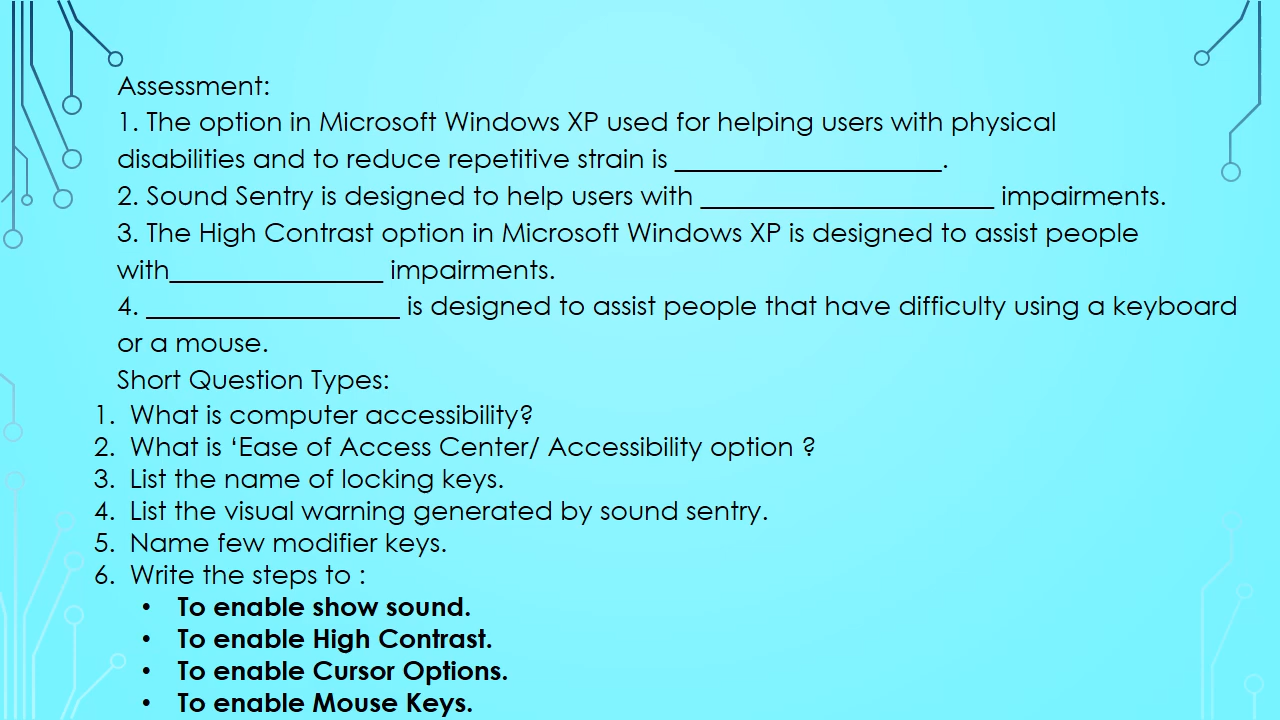 Assessment:
1. The option in Microsoft Windows XP used for helping users with physical
disabilities and to reduce repetitive strain is ___________________.
2. Sound Sentry is designed to help users with _____________________ impairments.
3. The High Contrast option in Microsoft Windows XP is designed to assist people
with_______________ impairments.
4. __________________ is designed to assist people that have difficulty using a keyboard
or a mouse.
Short Question Types:
1. What is computer accessibility?
2. What is ‘Ease of Access Center/ Accessibility option ?
3. List the name of locking keys.
4. List the visual warning generated by sound sentry.
5. Name few modifier keys.
6. Write the steps to :
• To enable show sound.
• To enable High Contrast.
• To enable Cursor Options.
• To enable Mouse Keys.